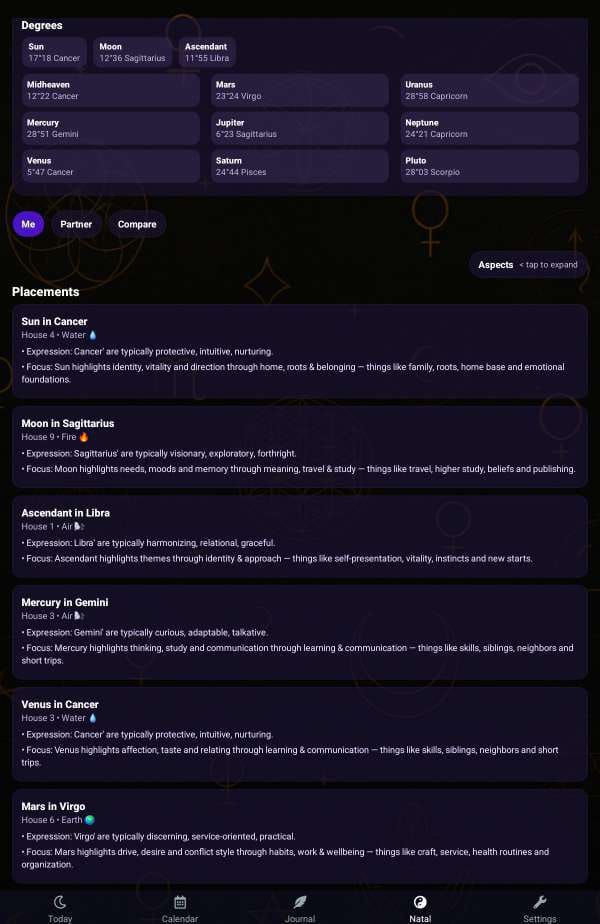 Degrees
Sun Moon Ascendant
17°18 Cancer 12°36 Sagittarius 11°55 Libra
Midheaven Mars Uranus
12°22 Cancer 23°24 Virgo 28°58 Capricorn
Mercury Jupiter Neptune
28°51 Gemini 6°23 Sagittarius 24°21 Capricorn
Venus Saturn Pluto
5°47 Cancer 24°44 Pisces 28°03 Scorpio
Me Partner Compare
Aspects < tap to expand
Placements
Sun in Cancer
House 4 • Water 💧
• Expression: Cancer' are typically protective, intuitive, nurturing.
• Focus: Sun highlights identity, vitality and direction through home, roots & belonging — things like family, roots, home base and emotional
foundations.
Moon in Sagittarius
House 9 • Fire 🔥
• Expression: Sagittarius' are typically visionary, exploratory, forthright.
• Focus: Moon highlights needs, moods and memory through meaning, travel & study — things like travel, higher study, beliefs and publishing.
Ascendant in Libra
House 1 • Air 🌬️
• Expression: Libra' are typically harmonizing, relational, graceful.
• Focus: Ascendant highlights themes through identity & approach — things like self-presentation, vitality, instincts and new starts.
Mercury in Gemini
House 3 • Air 🌬️
• Expression: Gemini' are typically curious, adaptable, talkative.
• Focus: Mercury highlights thinking, study and communication through learning & communication — things like skills, siblings, neighbors and
short trips.
Venus in Cancer
House 3 • Water 💧
• Expression: Cancer' are typically protective, intuitive, nurturing.
• Focus: Venus highlights affection, taste and relating through learning & communication — things like skills, siblings, neighbors and short
trips.
Mars in Virgo
House 6 • Earth 🌍
• Expression: Virgo' are typically discerning, service-oriented, practical.
• Focus: Mars highlights drive, desire and conflict style through habits, work & wellbeing — things like craft, service, health routines and
organization.
Today Calendar Journal Natal Settings